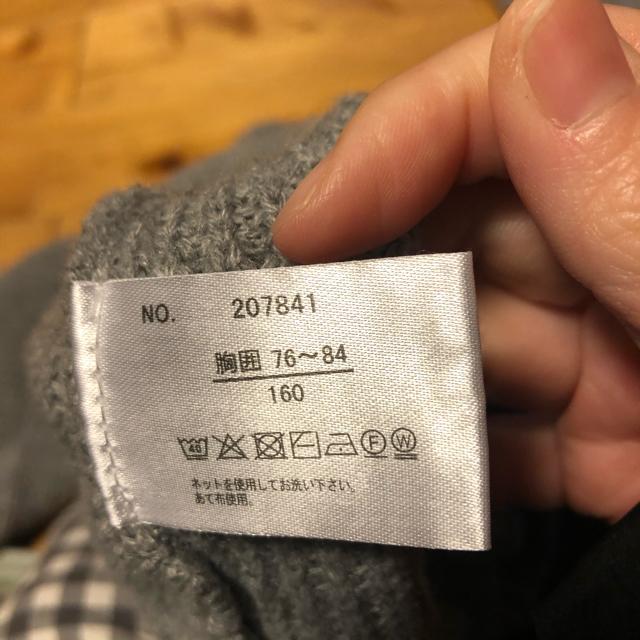 NO. 207841
胸囲 76~84
160
40 F W
ネットを使用してお洗い下さい。
あて布使用。